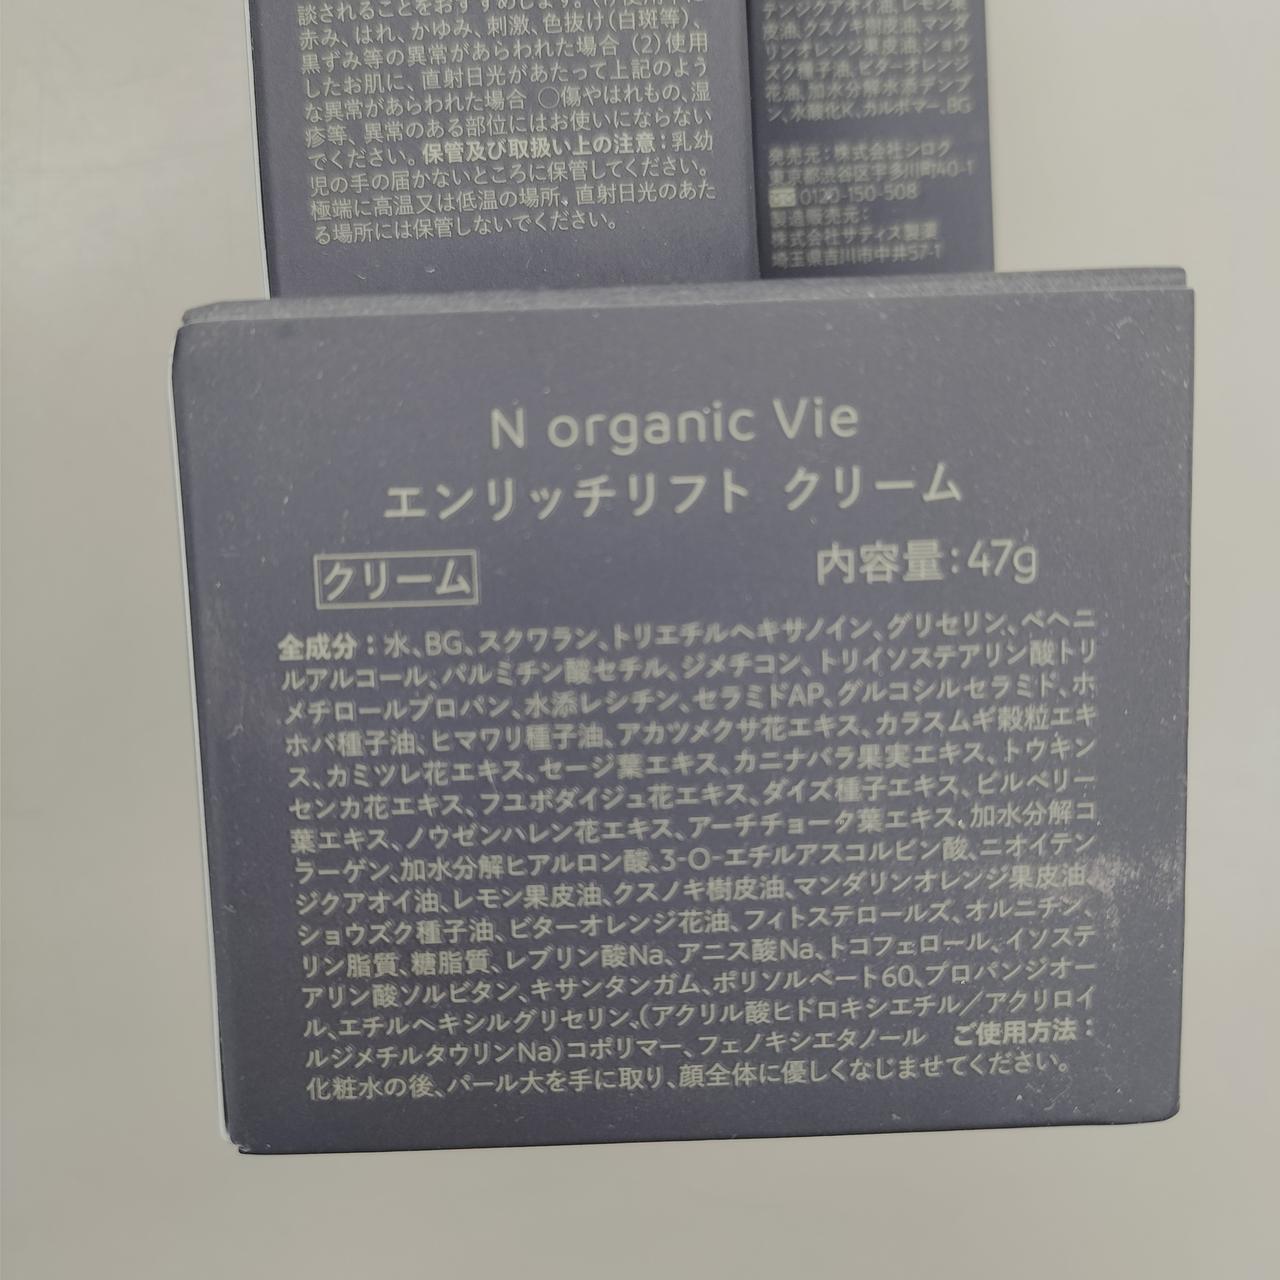 談されることをおすすめします。(1)使用中に
赤み、はれ、かゆみ、刺激、色抜け(白斑等)、
黒ずみ等の異常があらわれた場合 (2)使用
したお肌に、直射日光があたって上記のよう
な異常があらわれた場合 ○傷やはれもの、湿
疹等、異常のある部位にはお使いにならない
でください。保管及び取扱い上の注意：乳幼
児の手の届かないところに保管してください。
極端に高温又は低温の場所、直射日光のあた
る場所には保管しないでください。
テンジクアオイ油、レモン果
皮油、クスノキ樹皮油、マンダ
リンオレンジ果皮油、ショウ
ズク種子油、ビターオレンジ
花油、加水分解水添デンプ
ン、水酸化K、カルボマー、BG
発売元：株式会社シロク
東京都渋谷区宇多川町40-1
0120-150-508
製造販売元：
株式会社サティス製薬
埼玉県吉川市中井57-1
N organic Vie
エンリッチリフト クリーム
クリーム 内容量：47g
全成分：水、BG、スクワラン、トリエチルヘキサノイン、グリセリン、ベヘニ
ルアルコール、パルミチン酸セチル、ジメチコン、トリイソステアリン酸トリ
メチロールプロパン、水添レシチン、セラミドAP、グルコシルセラミド、ホ
ホバ種子油、ヒマワリ種子油、アカツメクサ花エキス、カラスムギ穀粒エキ
ス、カミツレ花エキス、セージ葉エキス、カニナバラ果実エキス、トウキン
センカ花エキス、フユボダイジュ花エキス、ダイズ種子エキス、ビルベリー
葉エキス、ノウゼンハレン花エキス、アーチチョーク葉エキス、加水分解コ
ラーゲン、加水分解ヒアルロン酸、3-O-エチルアスコルビン酸、ニオイテン
ジクアオイ油、レモン果皮油、クスノキ樹皮油、マンダリンオレンジ果皮油、
ショウズク種子油、ビターオレンジ花油、フィトステロールズ、オルニチン、
リン脂質、糖脂質、レブリン酸Na、アニス酸Na、トコフェロール、イソステ
アリン酸ソルビタン、キサンタンガム、ポリソルベート60、プロパンジオー
ル、エチルヘキシルグリセリン、(アクリル酸ヒドロキシエチル／アクリロイ
ルジメチルタウリンNa)コポリマー、フェノキシエタノール ご使用方法：
化粧水の後、パール大を手に取り、顔全体に優しくなじませてください。